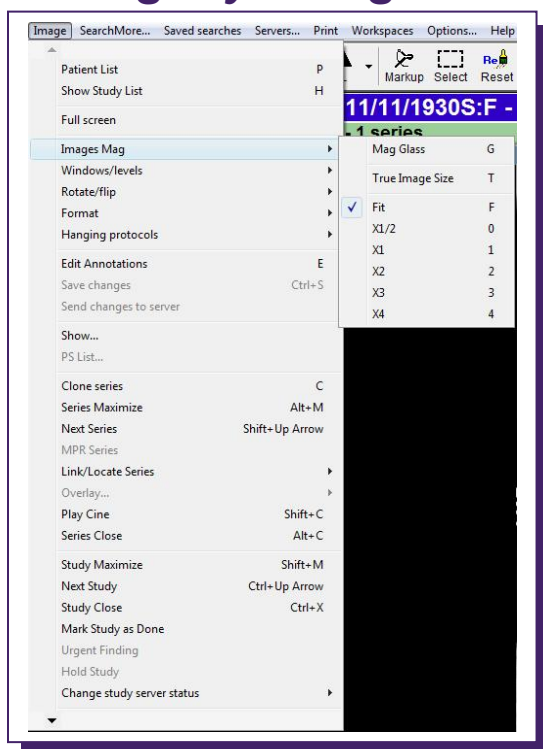 Image SearchMore... Saved searches Servers... Print Workspaces Options... Help
Markup Select Reset
11/11/1930S:F -
- 1 series
Patient List P
Show Study List H
Full screen
Images Mag
Windows/levels
Rotate/flip
Format
Hanging protocols
Edit Annotations E
Save changes Ctrl+S
Send changes to server
Show...
PS List...
Clone series C
Series Maximize Alt+M
Next Series Shift+Up Arrow
MPR Series
Link/Locate Series
Overlay...
Play Cine Shift+C
Series Close Alt+C
Study Maximize Shift+M
Next Study Ctrl+Up Arrow
Study Close Ctrl+X
Mark Study as Done
Urgent Finding
Hold Study
Change study server status
Mag Glass G
True Image Size T
Fit F
X1/2 0
X1 1
X2 2
X3 3
X4 4